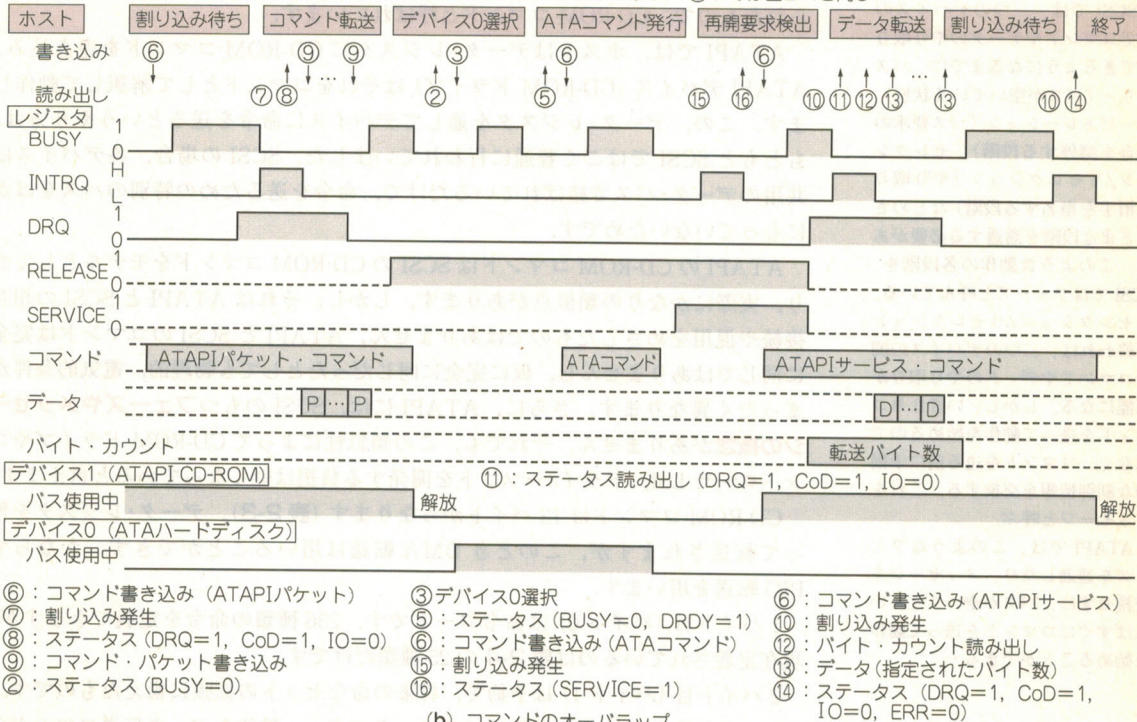 ホスト 割り込み待ち コマンド転送 デバイス0選択 ATAコマンド発行 再開要求検出 データ転送 割り込み待ち 終了
書き込み ⑥ ⑨ ⑨ ③ ⑥ ⑥ ⑫ ⑬
読み出し ⑦⑧ ② ⑤ ⑮ ⑯ ⑩ ⑪ ⑬ ⑩ ⑭
レジスタ
BUSY 1 0
INTRQ H L
DRQ 1 0
RELEASE 1 0
SERVICE 1 0
コマンド ATAPIパケット・コマンド ATAコマンド ATAPIサービス・コマンド
データ P…P D…D
バイト・カウント 転送バイト数
デバイス1(ATAPI CD-ROM) ⑪:ステータス読み出し(DRQ=1, CoD=1, IO=0)
バス使用中 解放 解放
デバイス0(ATAハードディスク)
バス使用中
⑥:コマンド書き込み(ATAPIパケット)
⑦:割り込み発生
⑧:ステータス(DRQ=1, CoD=1, IO=0)
⑨:コマンド・パケット書き込み
②:ステータス(BUSY=0)
③デバイス0選択
⑤:ステータス(BUSY=0, DRDY=1)
⑥:コマンド書き込み(ATAコマンド)
⑮:割り込み発生
⑯:ステータス(SERVICE=1)
⑥:コマンド書き込み(ATAPIサービス)
⑩:割り込み発生
⑫:バイト・カウント読み出し
⑬:データ(指定されたバイト数)
⑭:ステータス(DRQ=1, CoD=1,
IO=0, ERR=0)
(b) コマンドのオーバラップ